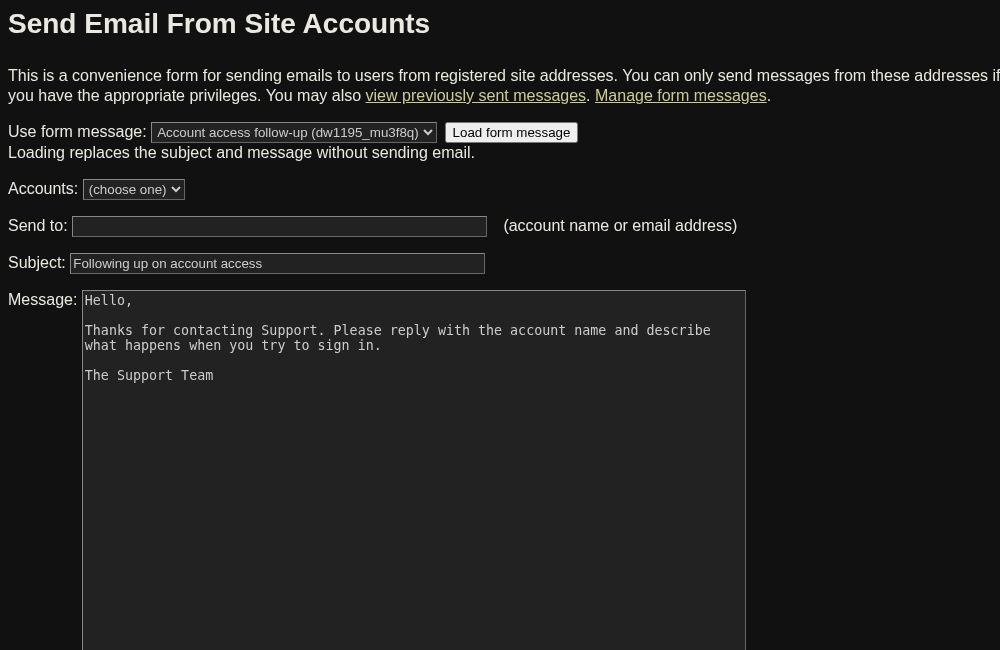 Send Email From Site Accounts
This is a convenience form for sending emails to users from registered site addresses. You can only send messages from these addresses if
you have the appropriate privileges. You may also view previously sent messages. Manage form messages.
Use form message: Account access follow-up (dw1195_mu3f8q) Load form message
Loading replaces the subject and message without sending email.
Accounts: (choose one)
Send to: (account name or email address)
Subject: Following up on account access
Message: Hello,
Thanks for contacting Support. Please reply with the account name and describe
what happens when you try to sign in.
The Support Team